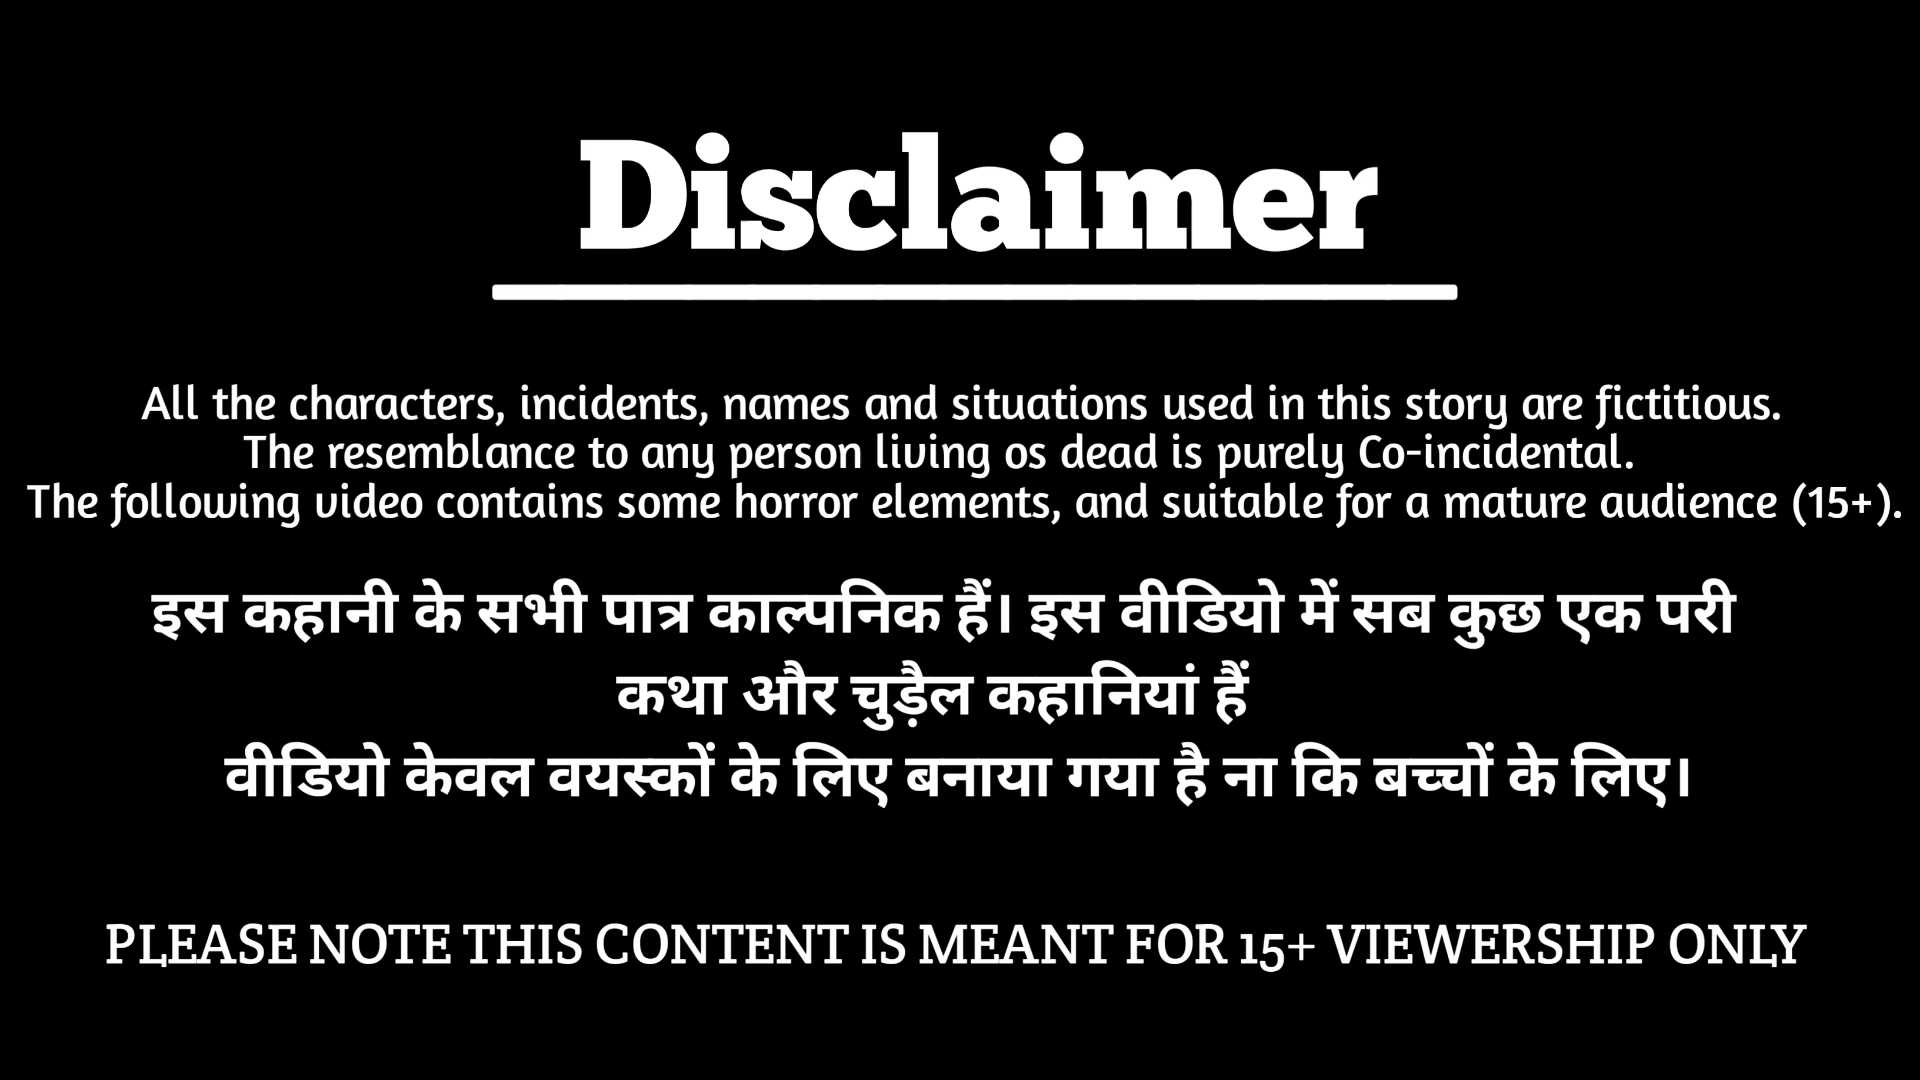 Disclaimer
All the characters, incidents, names and situations used in this story are fictitious.
The resemblance to any person living os dead is purely Co-incidental.
The following video contains some horror elements, and suitable for a mature audience (15+).
इस कहानी के सभी पात्र काल्पनिक हैं। इस वीडियो में सब कुछ एक परी
कथा और चुड़ैल कहानियां हैं
वीडियो केवल वयस्कों के लिए बनाया गया है ना कि बच्चों के लिए।
PLEASE NOTE THIS CONTENT IS MEANT FOR 15+ VIEWERSHIP ONLY